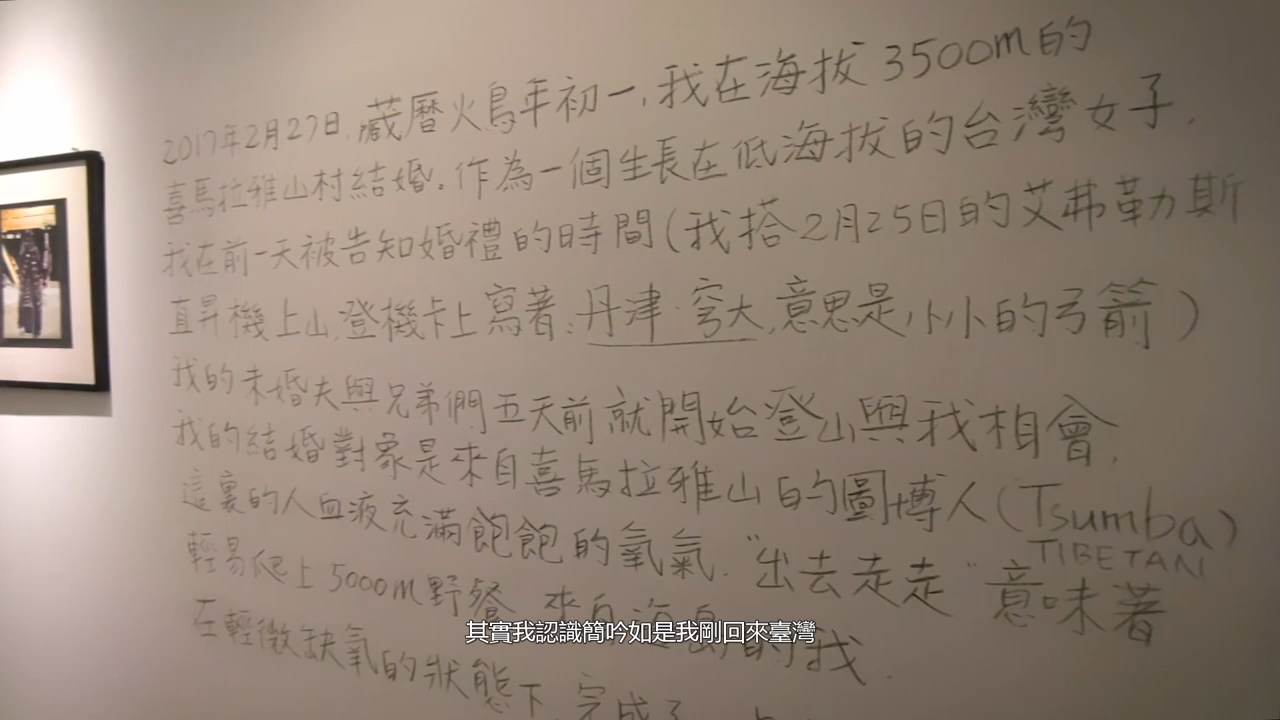 2017年2月27日,藏曆火鳥年初一,我在海拔3500m的
喜馬拉雅山村結婚。作為一個生長在低海拔的台灣女子,
我在前一天被告知婚禮的時間(我搭2月25日的艾弗勒斯
直昇機上山,登機卡上寫著:丹津·窩大,意思是小小的弓箭)
我的未婚夫與兄弟們五天前就開始登山與我相會,
我的結婚對象是來自喜馬拉雅山的圖博人(Tsumba)
TIBETAN
這裏的人血液充滿飽飽的氧氣,"出去走走"意味著
輕易爬上5000m野餐,來自海島的我,
在輕微缺氧的狀態下,完成了
其實我認識簡吟如是我剛回來臺灣